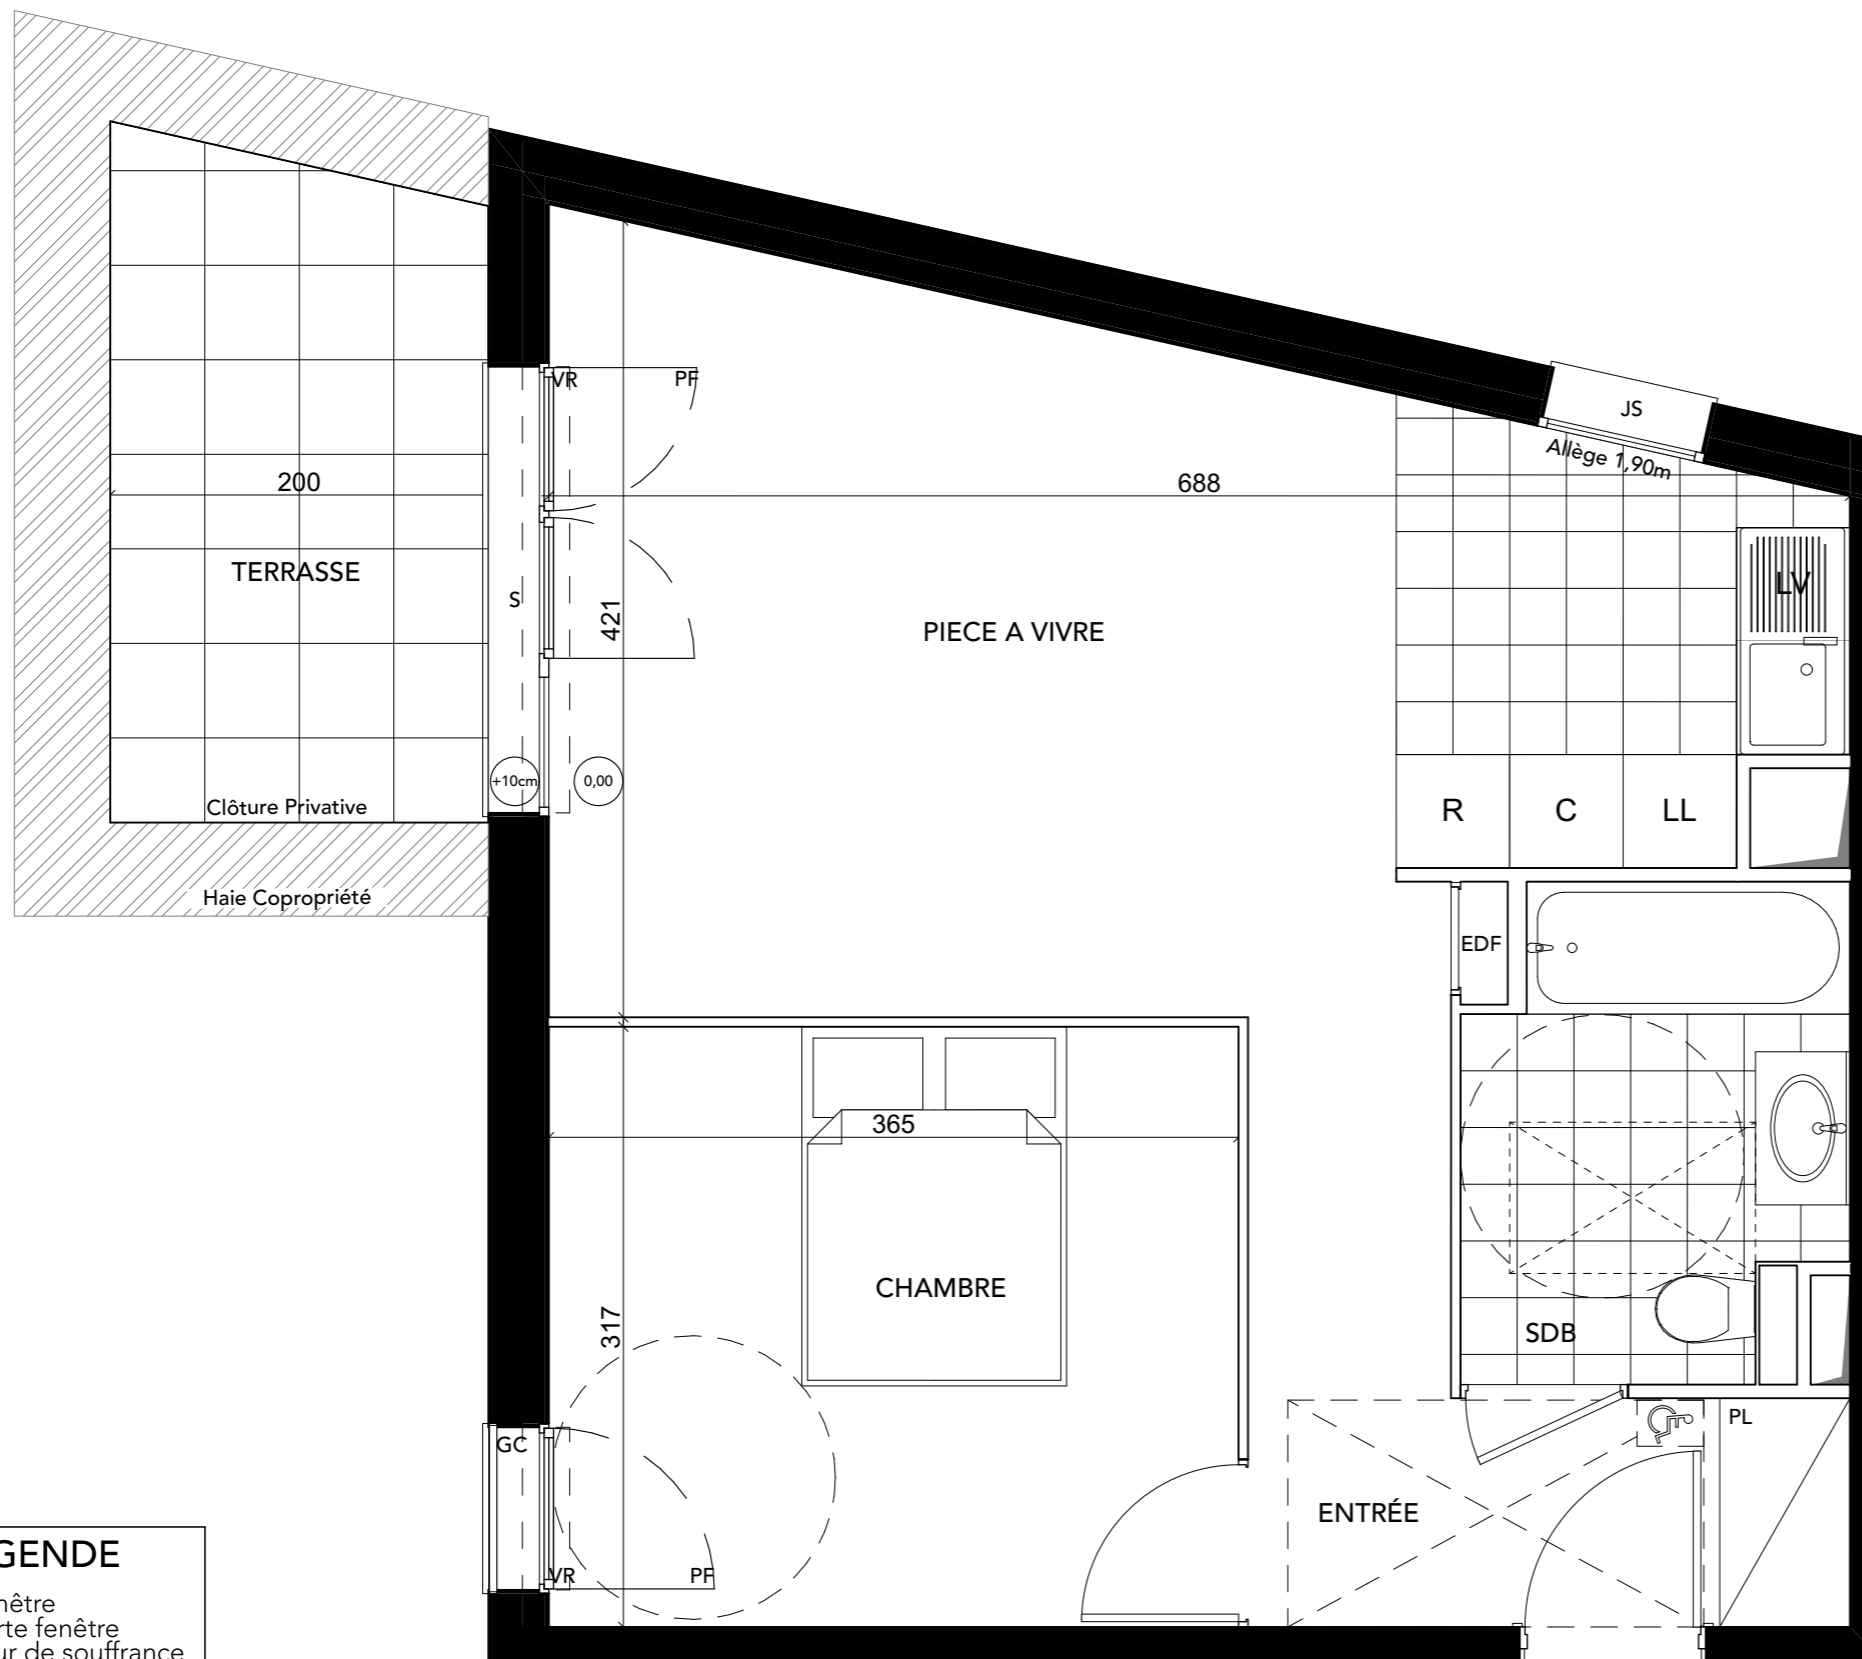 JS
Allège 1,90m
VR
PF
200
688
TERRASSE
S
421
PIECE A VIVRE
LV
+10cm
0,00
Clôture Privative
R
C
LL
Haie Copropriété
EDF
365
CHAMBRE
317
SDB
PL
GC
ENTRÉE
VR
PF
GENDE
nêtre
rte fenêtre
ur de souffrance